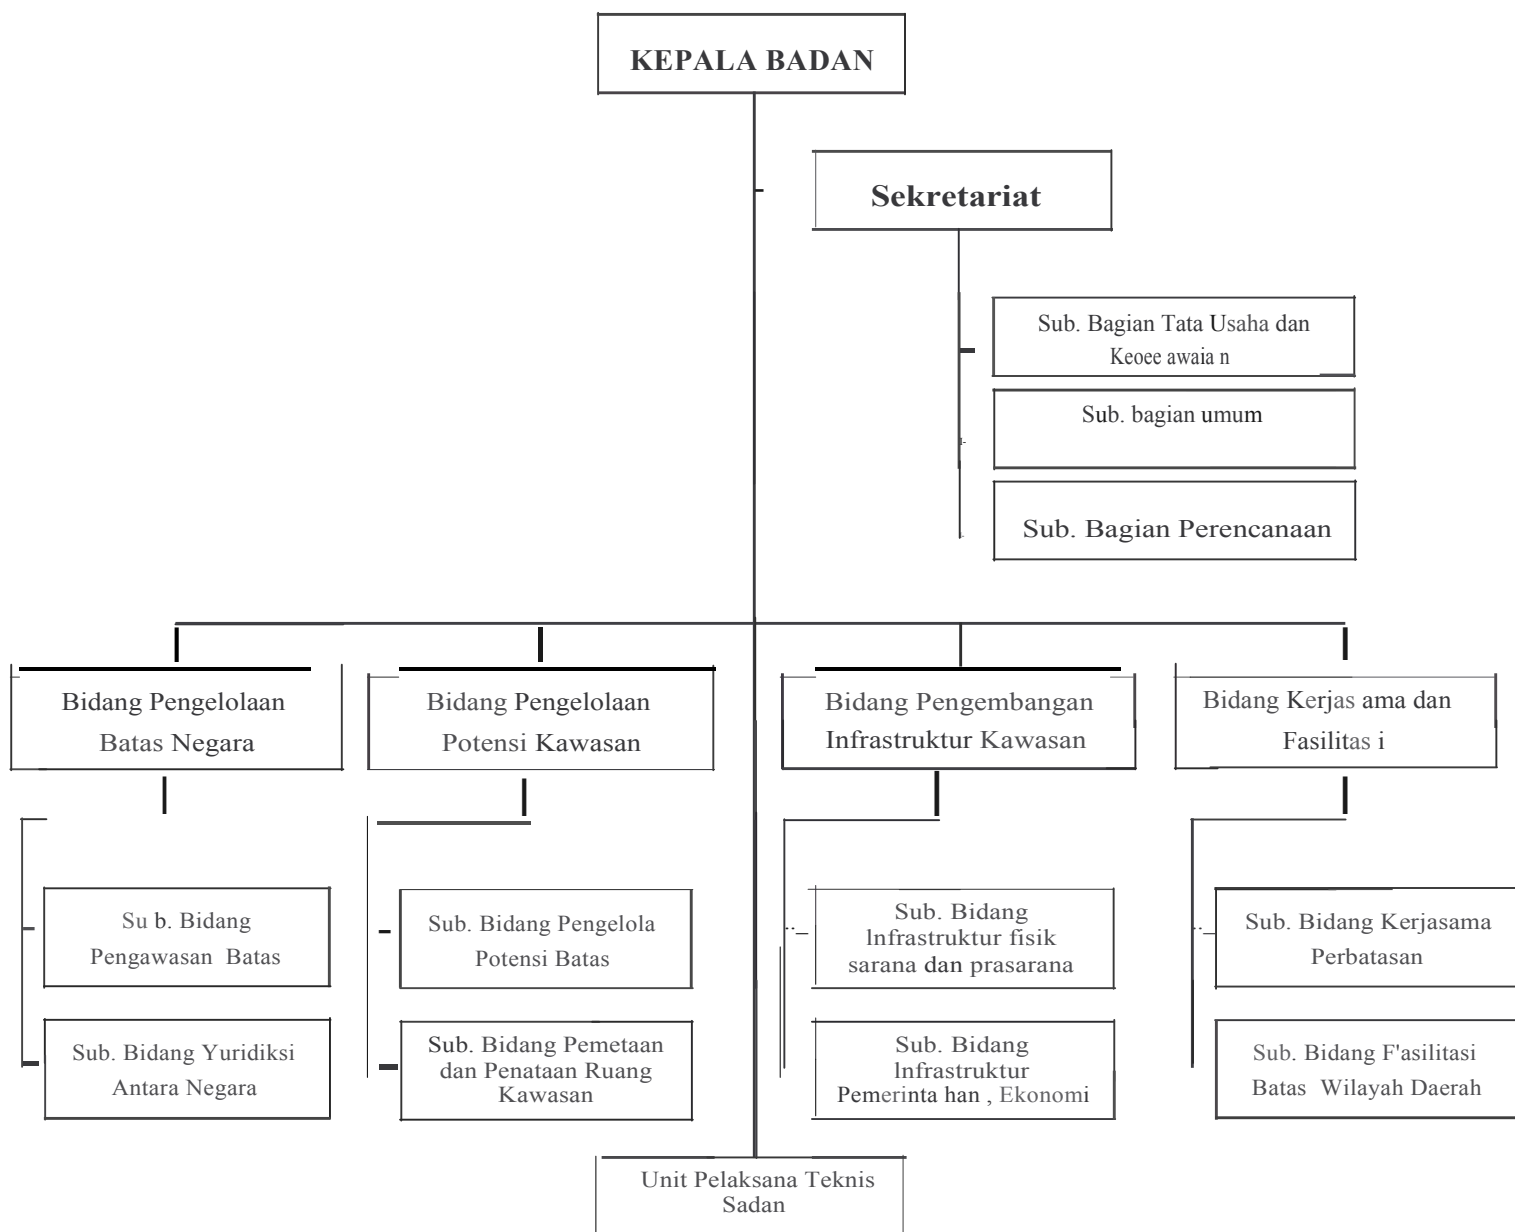 KEPALA BADAN
Sekretariat
Sub. Bagian Tata Usaha dan
Keoee awaia n
Sub. bagian umum
Sub. Bagian Perencanaan
Bidang Pengelolaan
Batas Negara
Bidang Pengelolaan
Potensi Kawasan
Bidang Pengembangan
Infrastruktur Kawasan
Bidang Kerjas ama dan
Fasilitas i
Su b. Bidang
Pengawasan Batas
Sub. Bidang Pengelola
Potensi Batas
Sub. Bidang
lnfrastruktur fisik
sarana dan prasarana
Sub. Bidang Kerjasama
Perbatasan
Sub. Bidang Yuridiksi
Antara Negara
Sub. Bidang Pemetaan
dan Penataan Ruang
Kawasan
Sub. Bidang
lnfrastruktur
Pemerinta han , Ekonomi
Sub. Bidang F'asilitasi
Batas Wilayah Daerah
Unit Pelaksana Teknis
Sadan